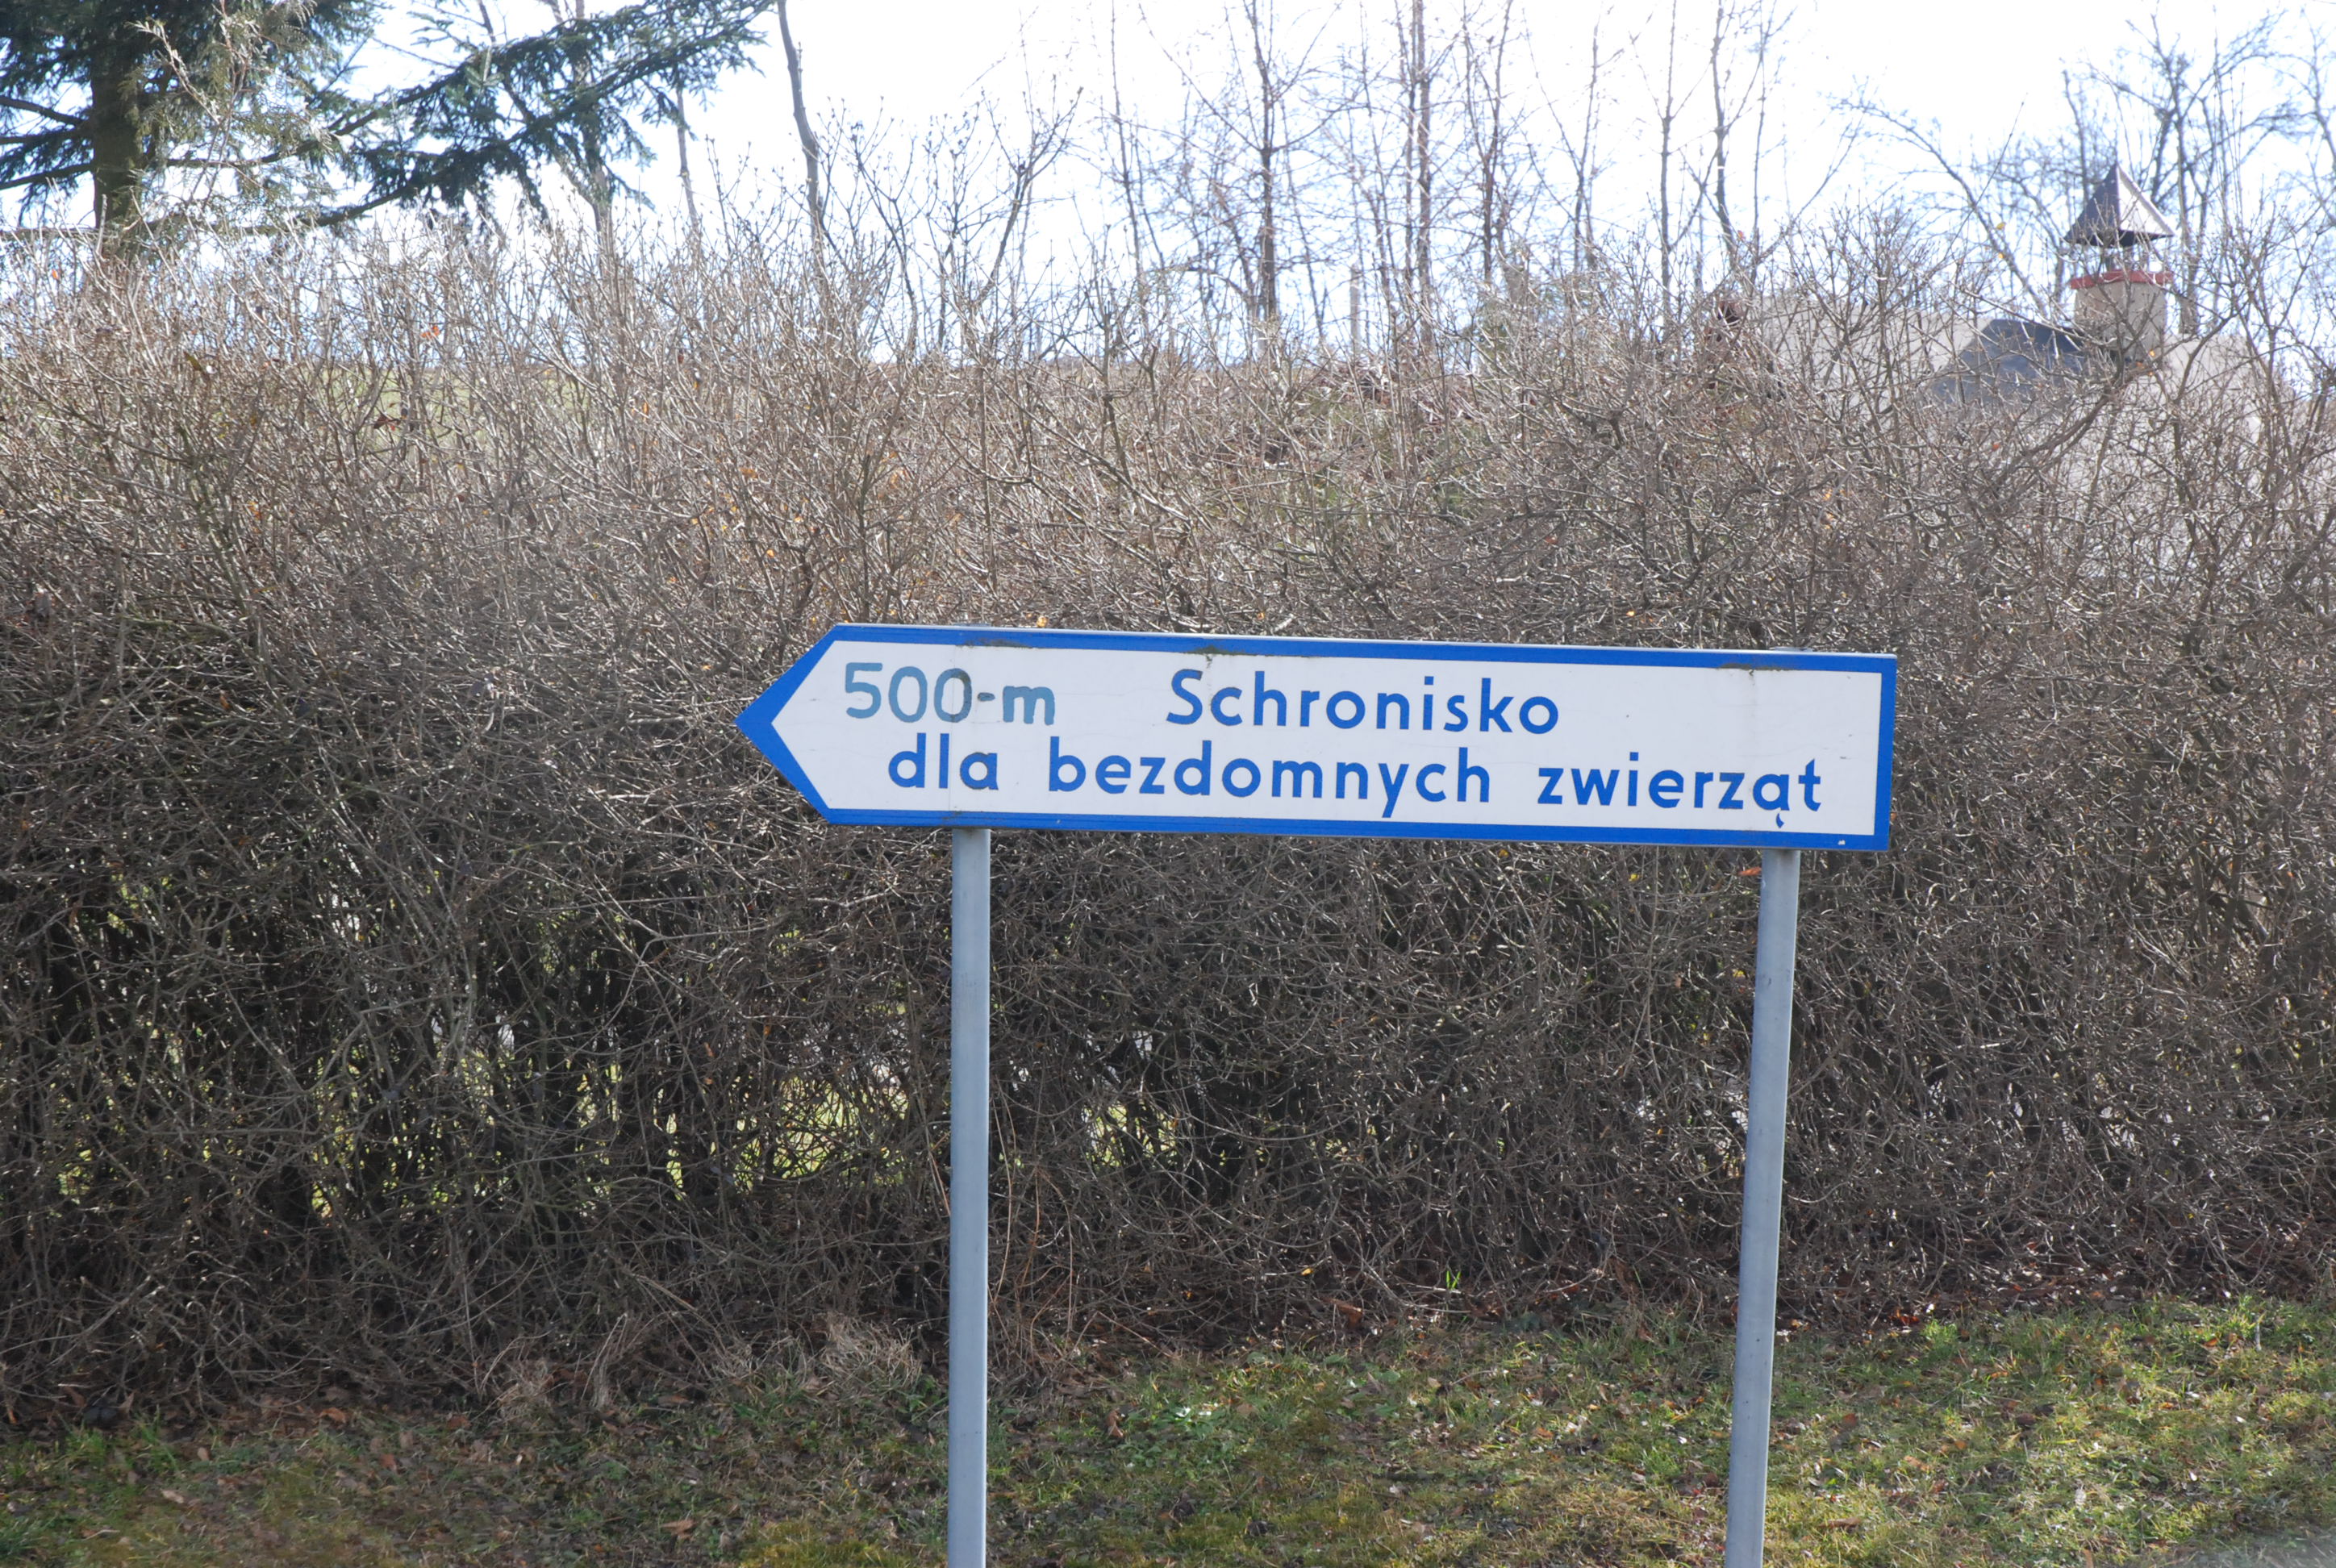 500-m Schronisko
dla bezdomnych zwierząt